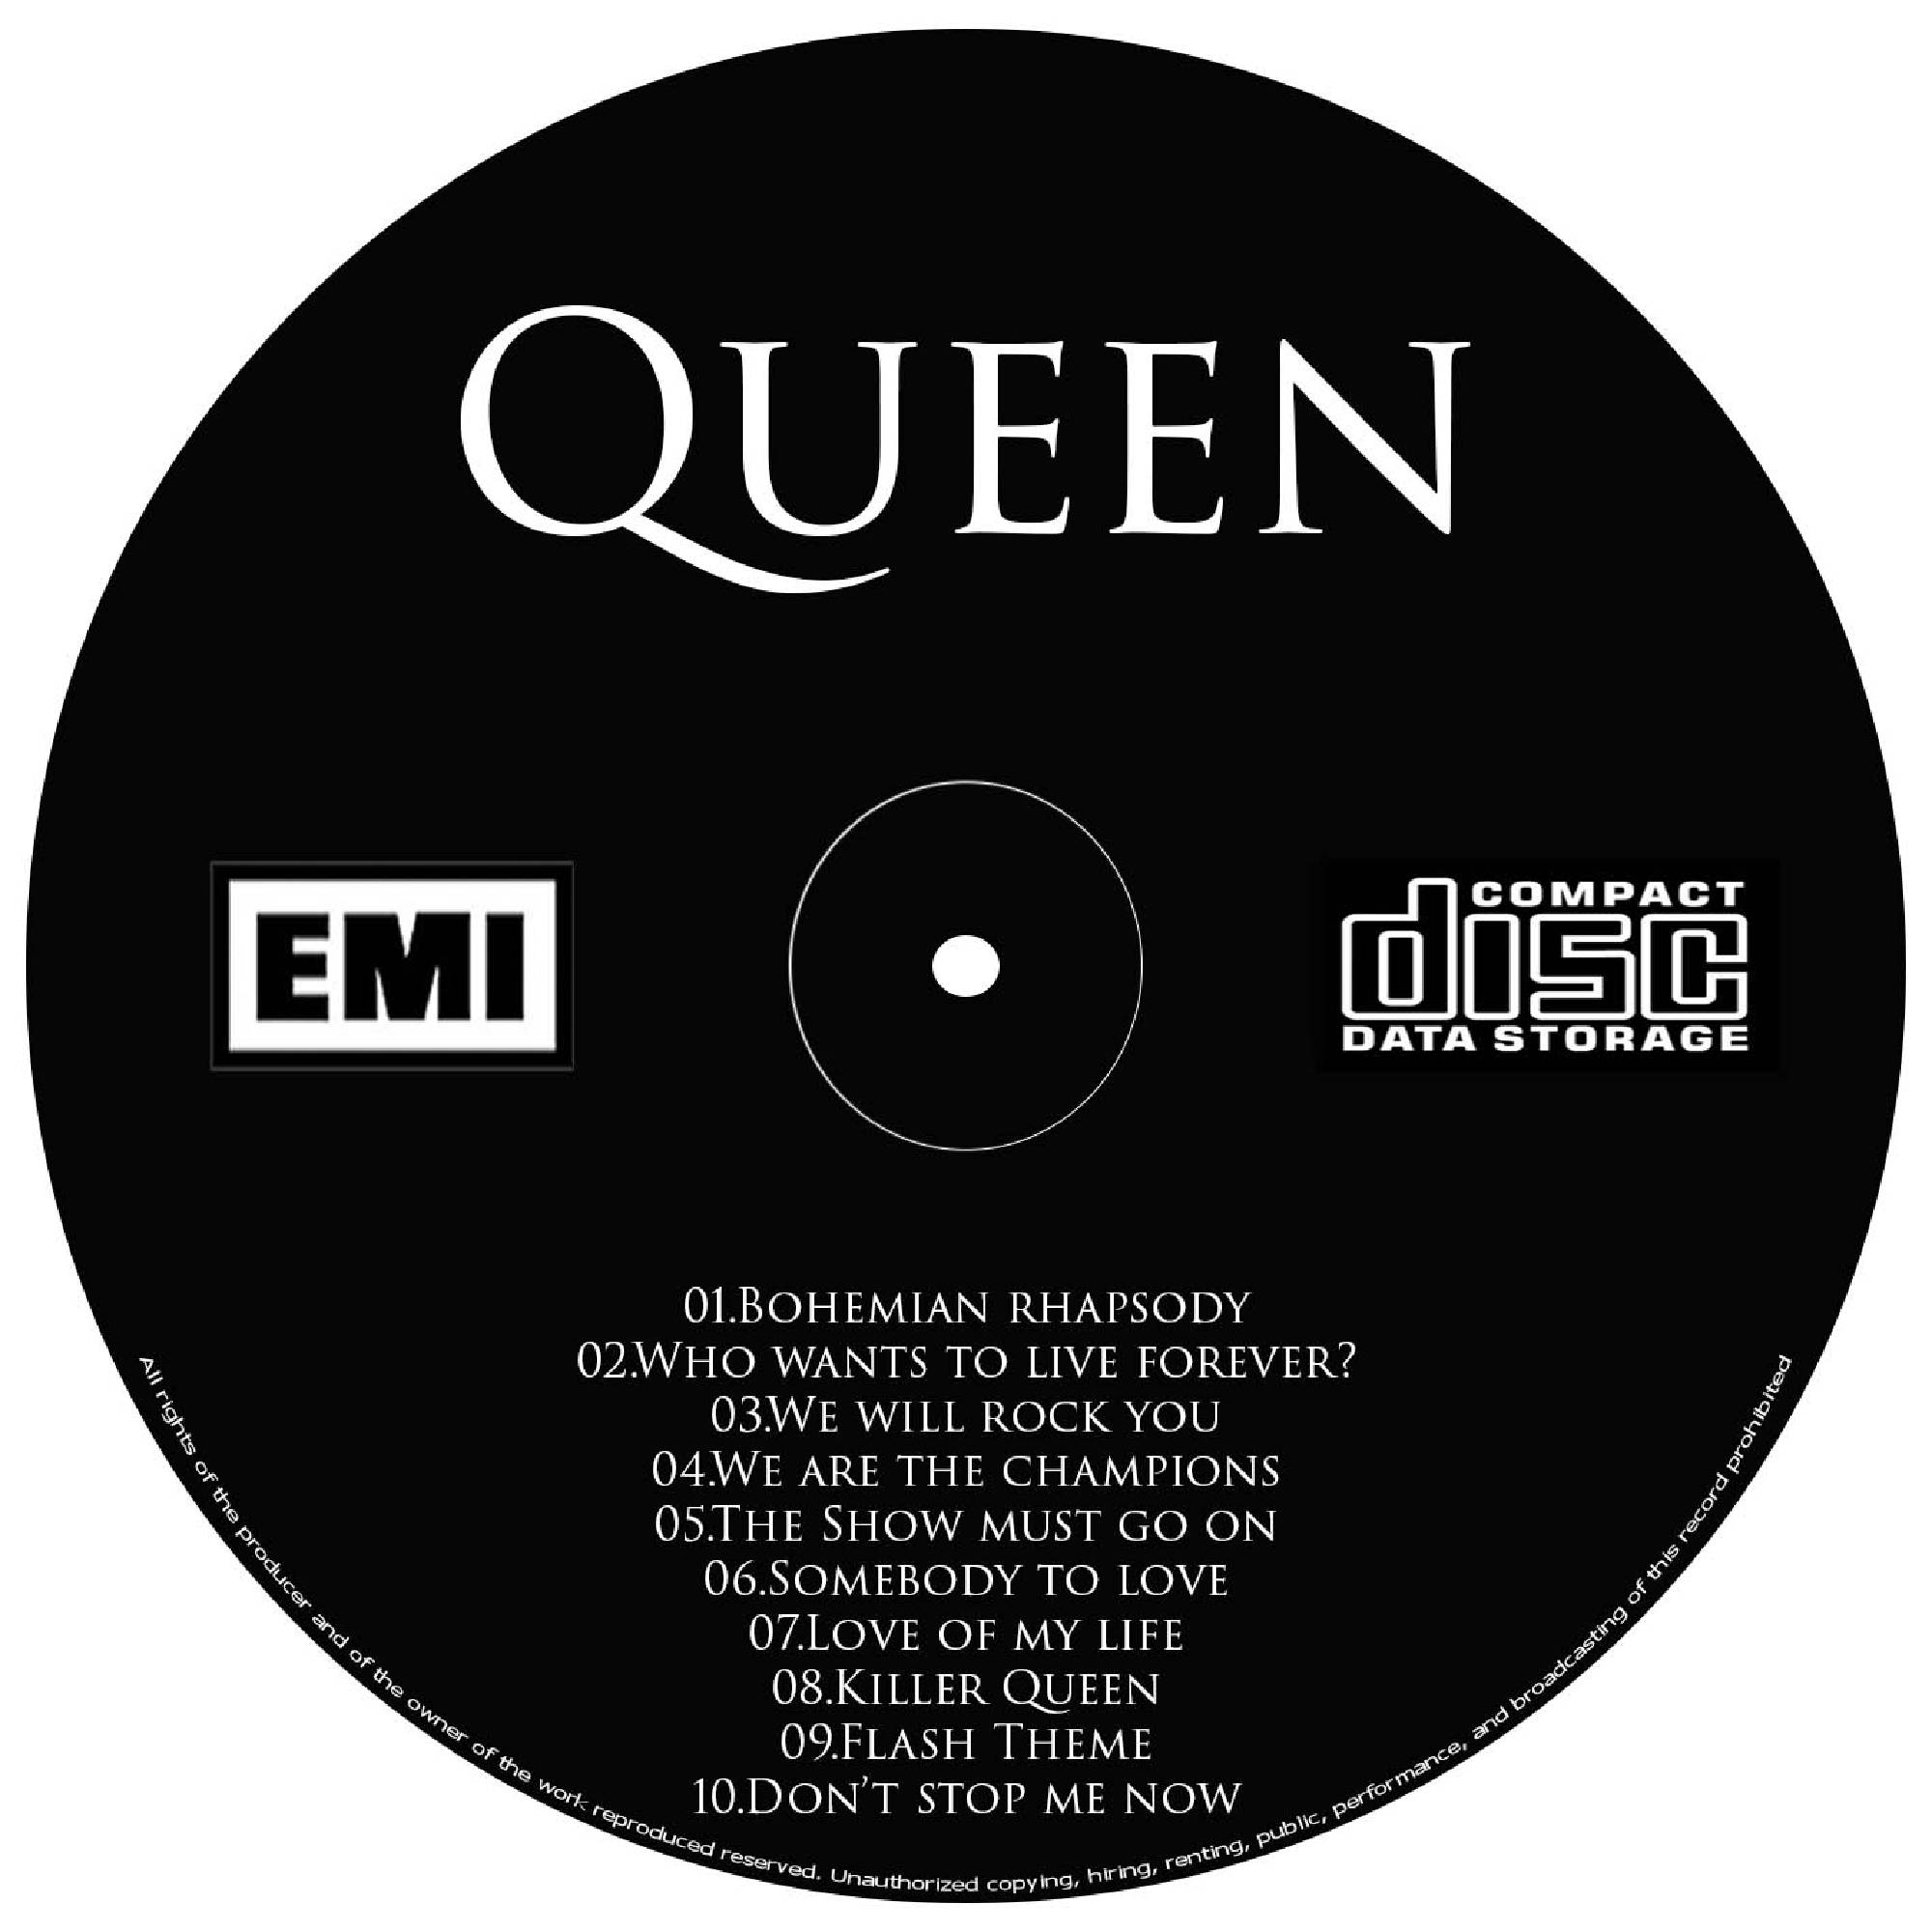 QUEEN
EMI
COMPACT
disc
DATA STORAGE
01.Bohemian rhapsody
02.Who wants to live forever?
03.We will rock you
04.We are the champions
05.The Show must go on
06.Somebody to love
07.Love of my life
08.Killer Queen
09.Flash Theme
10.Don't stop me now
All rights of the producer and of the owner of the work reproduced reserved. Unauthorized copying, hiring, renting, public, performance, and broadcasting of this record prohibited